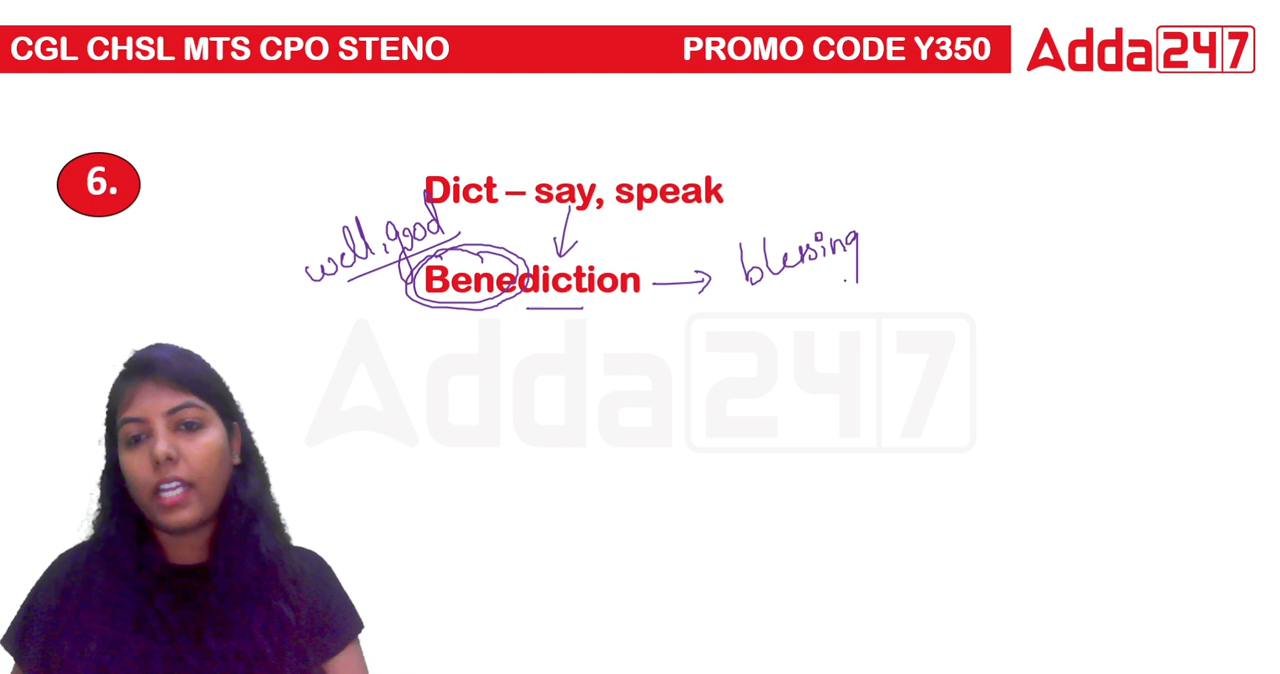 CGL CHSL MTS CPO STENO PROMO CODE Y350 Adda247
6.
Dict – say, speak
well, good
Benediction → blessing
Adda247